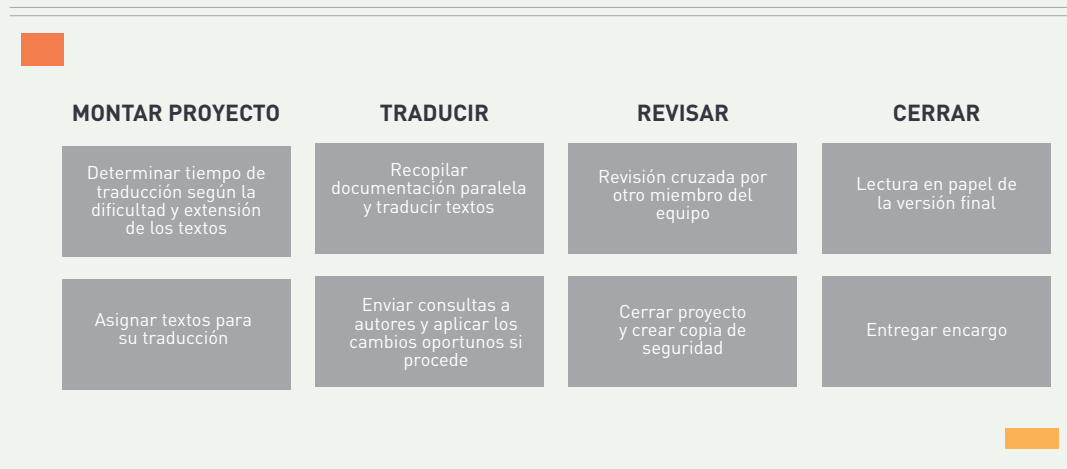 MONTAR PROYECTO
Determinar tiempo de
traducción según la
dificultad y extensión
de los textos
Asignar textos para
su traducción
TRADUCIR
Recopilar
documentación paralela
y traducir textos
Enviar consultas a
autores y aplicar los
cambios oportunos si
procede
REVISAR
Revisión cruzada por
otro miembro del
equipo
Cerrar proyecto
y crear copia de
seguridad
CERRAR
Lectura en papel de
la versión final
Entregar encargo